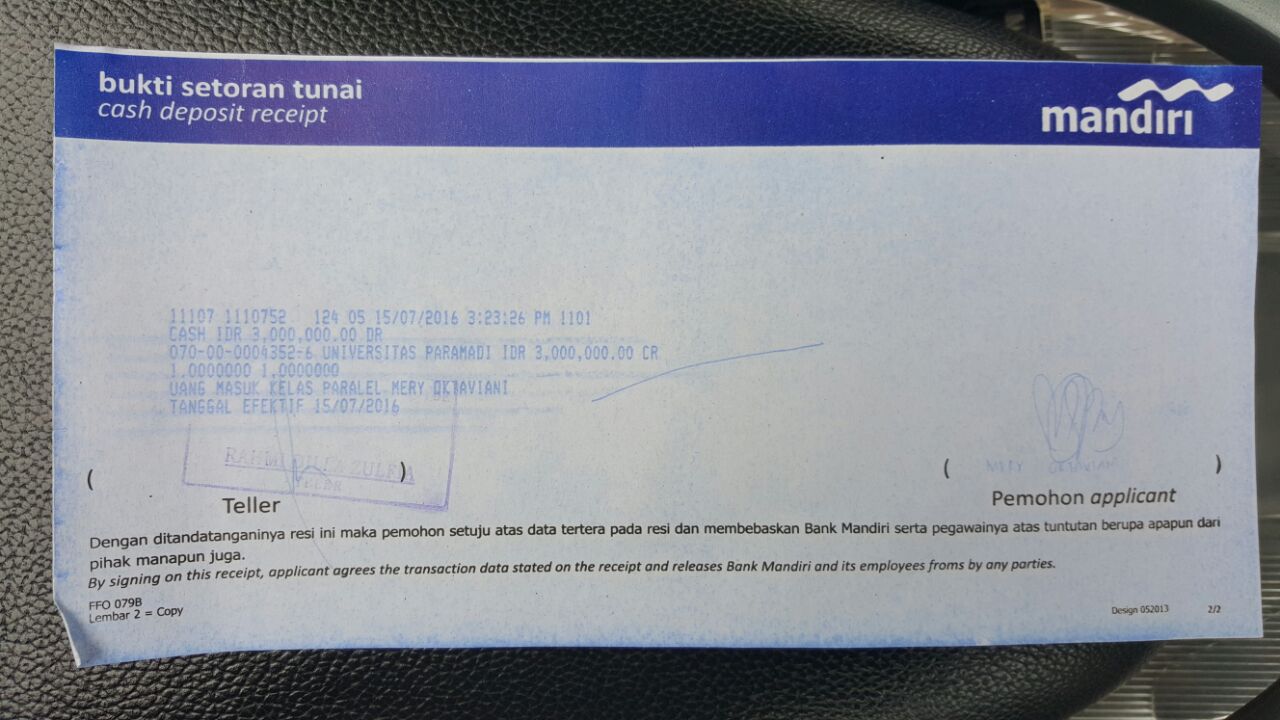 bukti setoran tunai
cash deposit receipt
mandiri
11107 1110752 124 05 15/07/2016 3:23:26 PM 1101
CASH IDR 3,000,000.00 DR
070-00-0004352-6 UNIVERSITAS PARAMADI IDR 3,000,000.00 CR
1.0000000 1.0000000
UANG MASUK KELAS PARALEL MERY OKTAVIANI
TANGGAL EFEKTIF 15/07/2016
( )
TELLER
MERY OKTAVIANI
( )
Teller
Pemohon applicant
Dengan ditandatanganinya resi ini maka pemohon setuju atas data tertera pada resi dan membebaskan Bank Mandiri serta pegawainya atas tuntutan berupa apapun dari
pihak manapun juga.
By signing on this receipt, applicant agrees the transaction data stated on the receipt and releases Bank Mandiri and its employees froms by any parties.
FFO 079B
Lembar 2 = Copy
Design 052013
2/2